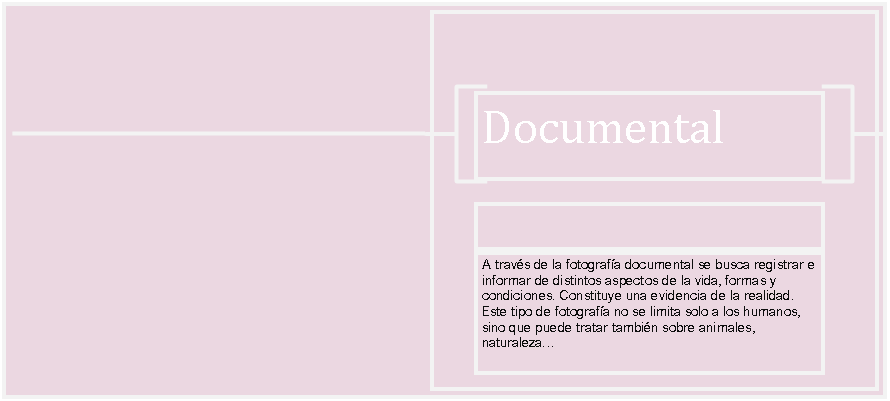 Documental
A través de la fotografía documental se busca registrar e
informar de distintos aspectos de la vida, formas y
condiciones. Constituye una evidencia de la realidad.
Este tipo de fotografía no se limita solo a los humanos,
sino que puede tratar también sobre animales,
naturaleza...